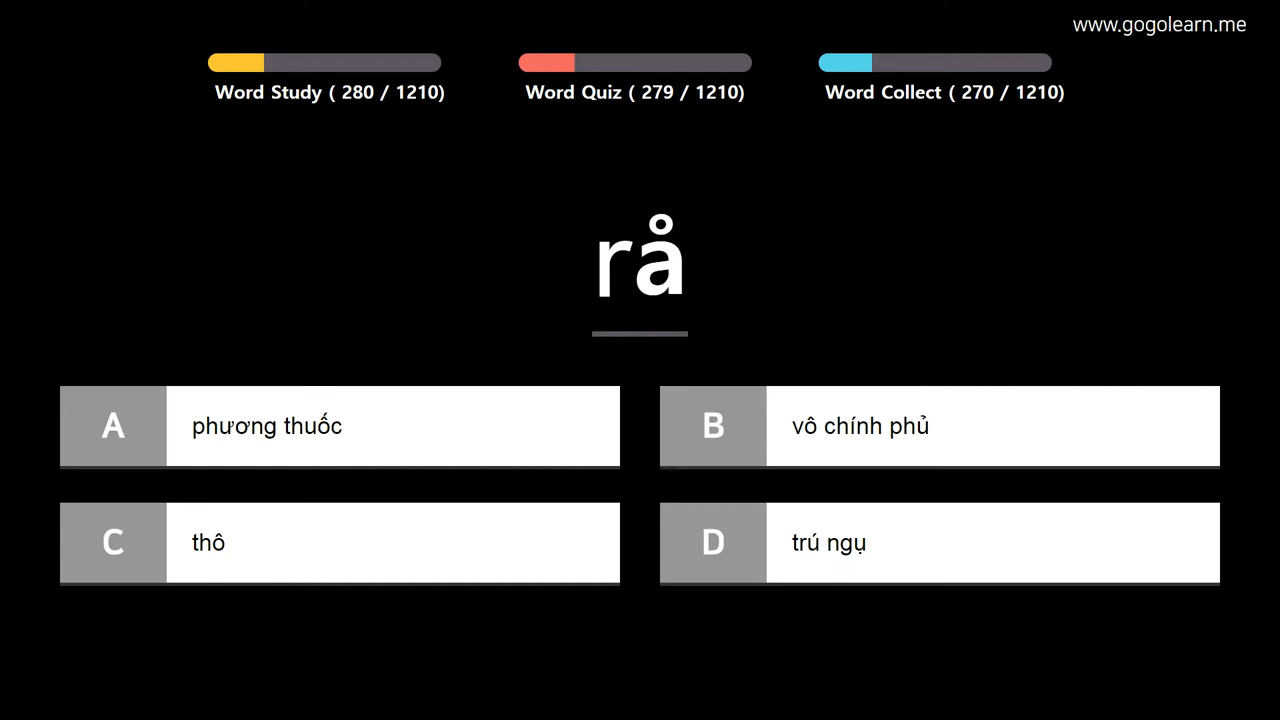 www.gogolearn.me
Word Study ( 280 / 1210)
Word Quiz ( 279 / 1210)
Word Collect ( 270 / 1210)
rå
A phương thuốc
B vô chính phủ
C thô
D trú ngụ